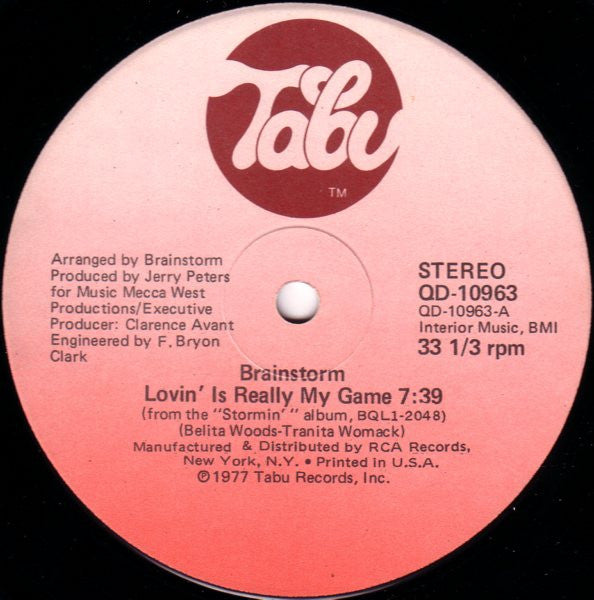 Tabu
TM
Arranged by Brainstorm
Produced by Jerry Peters
for Music Mecca West
Productions/Executive
Producer: Clarence Avant
Engineered by F. Bryon
Clark
STEREO
QD-10963
QD-10963-A
Interior Music, BMI
33 1/3 rpm
Brainstorm
Lovin' Is Really My Game 7:39
(from the "Stormin'" album, BQL1-2048)
(Belita Woods-Tranita Womack)
Manufactured & Distributed by RCA Records,
New York, N.Y. • Printed in U.S.A.
℗1977 Tabu Records, Inc.